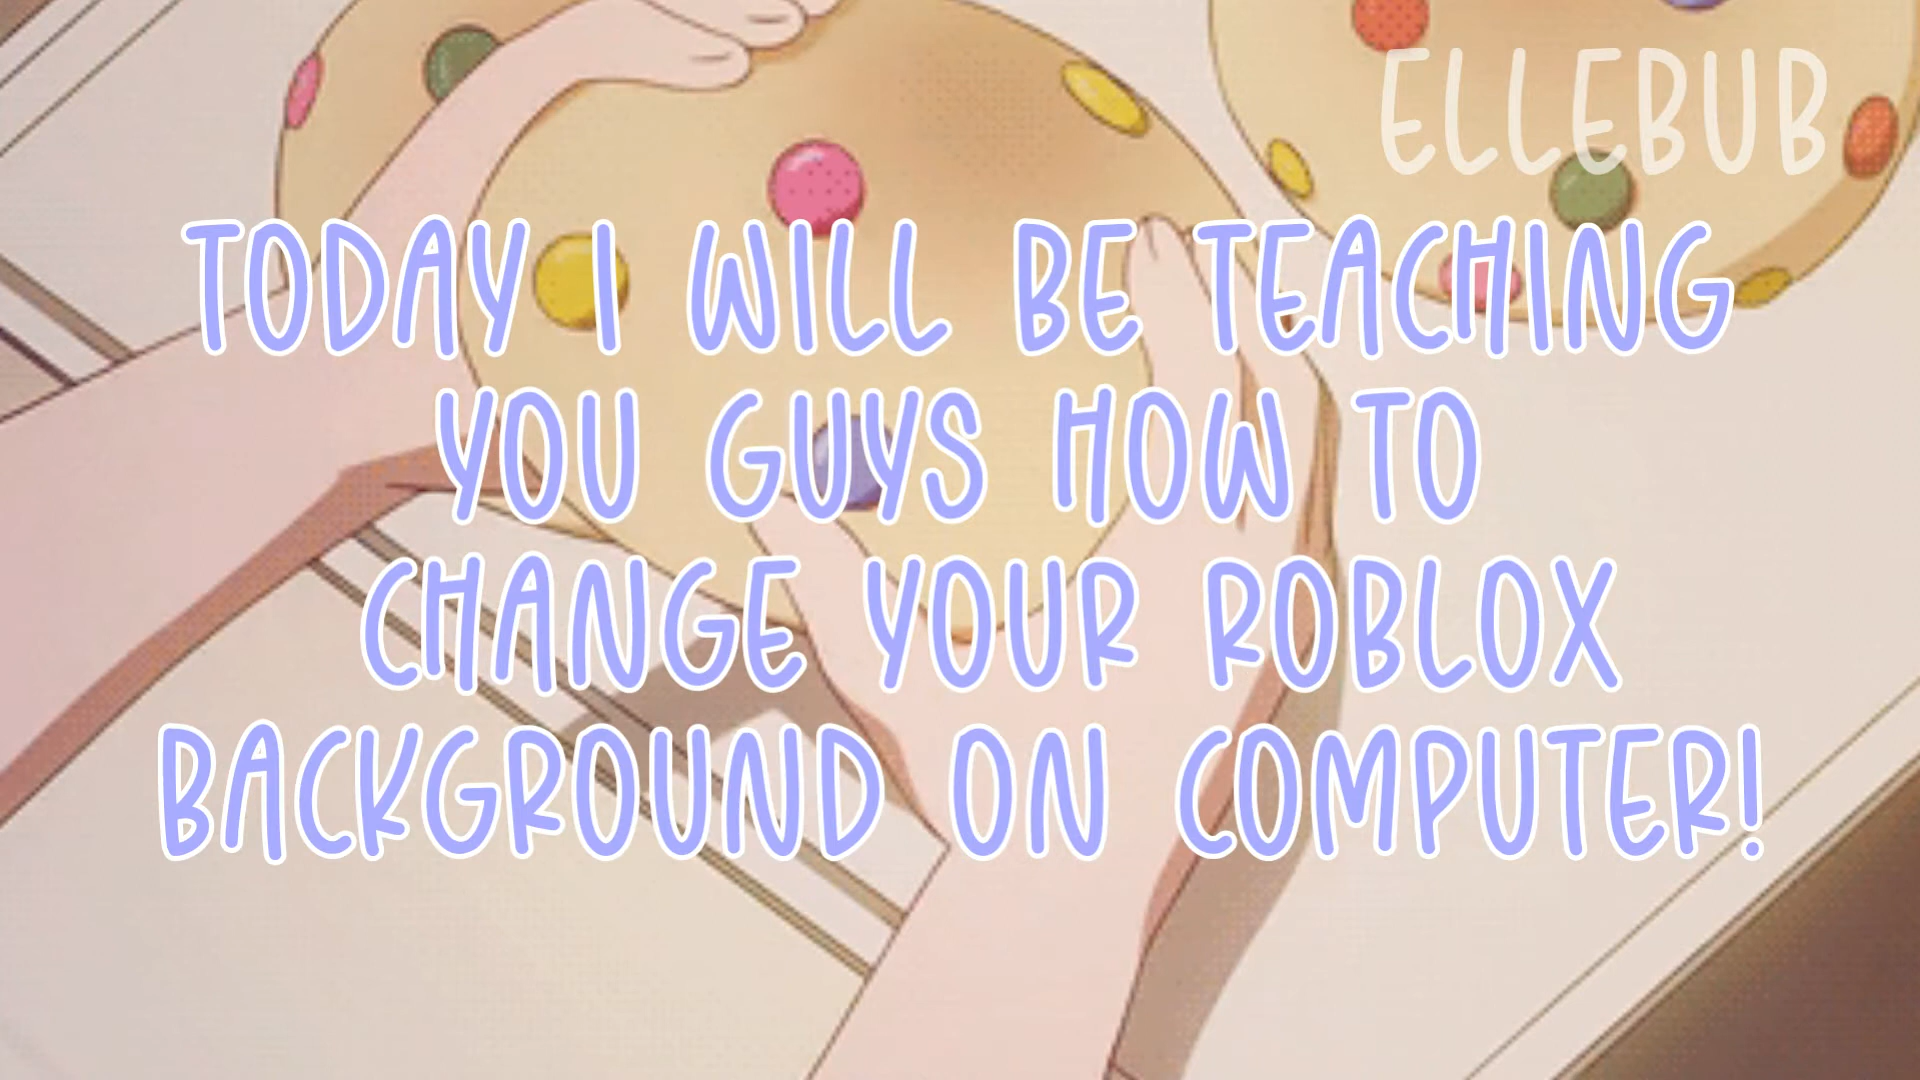 ELLEBUB
TODAY I WILL BE TEACHING
YOU GUYS HOW TO
CHANGE YOUR ROBLOX
BACKGROUND ON COMPUTER!